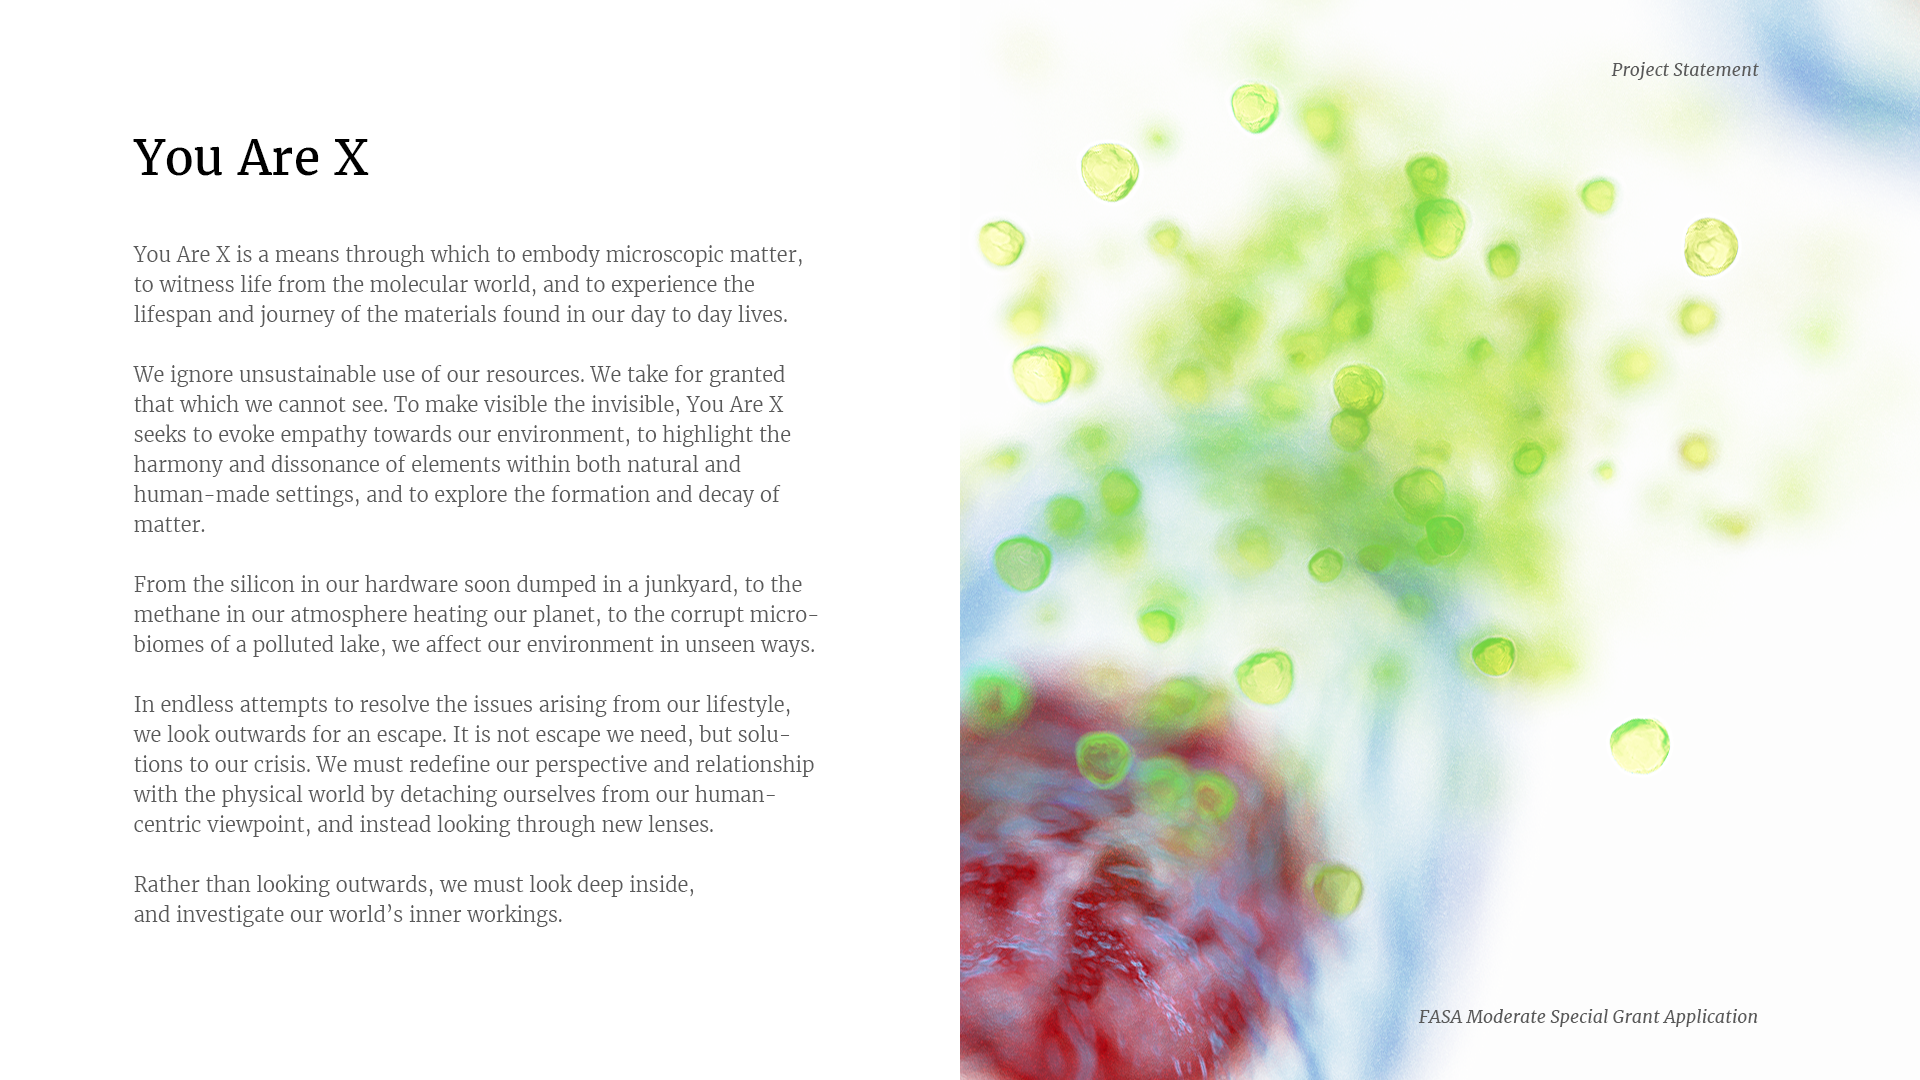 Project Statement
You Are X
You Are X is a means through which to embody microscopic matter,
to witness life from the molecular world, and to experience the
lifespan and journey of the materials found in our day to day lives.
We ignore unsustainable use of our resources. We take for granted
that which we cannot see. To make visible the invisible, You Are X
seeks to evoke empathy towards our environment, to highlight the
harmony and dissonance of elements within both natural and
human-made settings, and to explore the formation and decay of
matter.
From the silicon in our hardware soon dumped in a junkyard, to the
methane in our atmosphere heating our planet, to the corrupt micro-
biomes of a polluted lake, we affect our environment in unseen ways.
In endless attempts to resolve the issues arising from our lifestyle,
we look outwards for an escape. It is not escape we need, but solu-
tions to our crisis. We must redefine our perspective and relationship
with the physical world by detaching ourselves from our human-
centric viewpoint, and instead looking through new lenses.
Rather than looking outwards, we must look deep inside,
and investigate our world’s inner workings.
FASA Moderate Special Grant Application